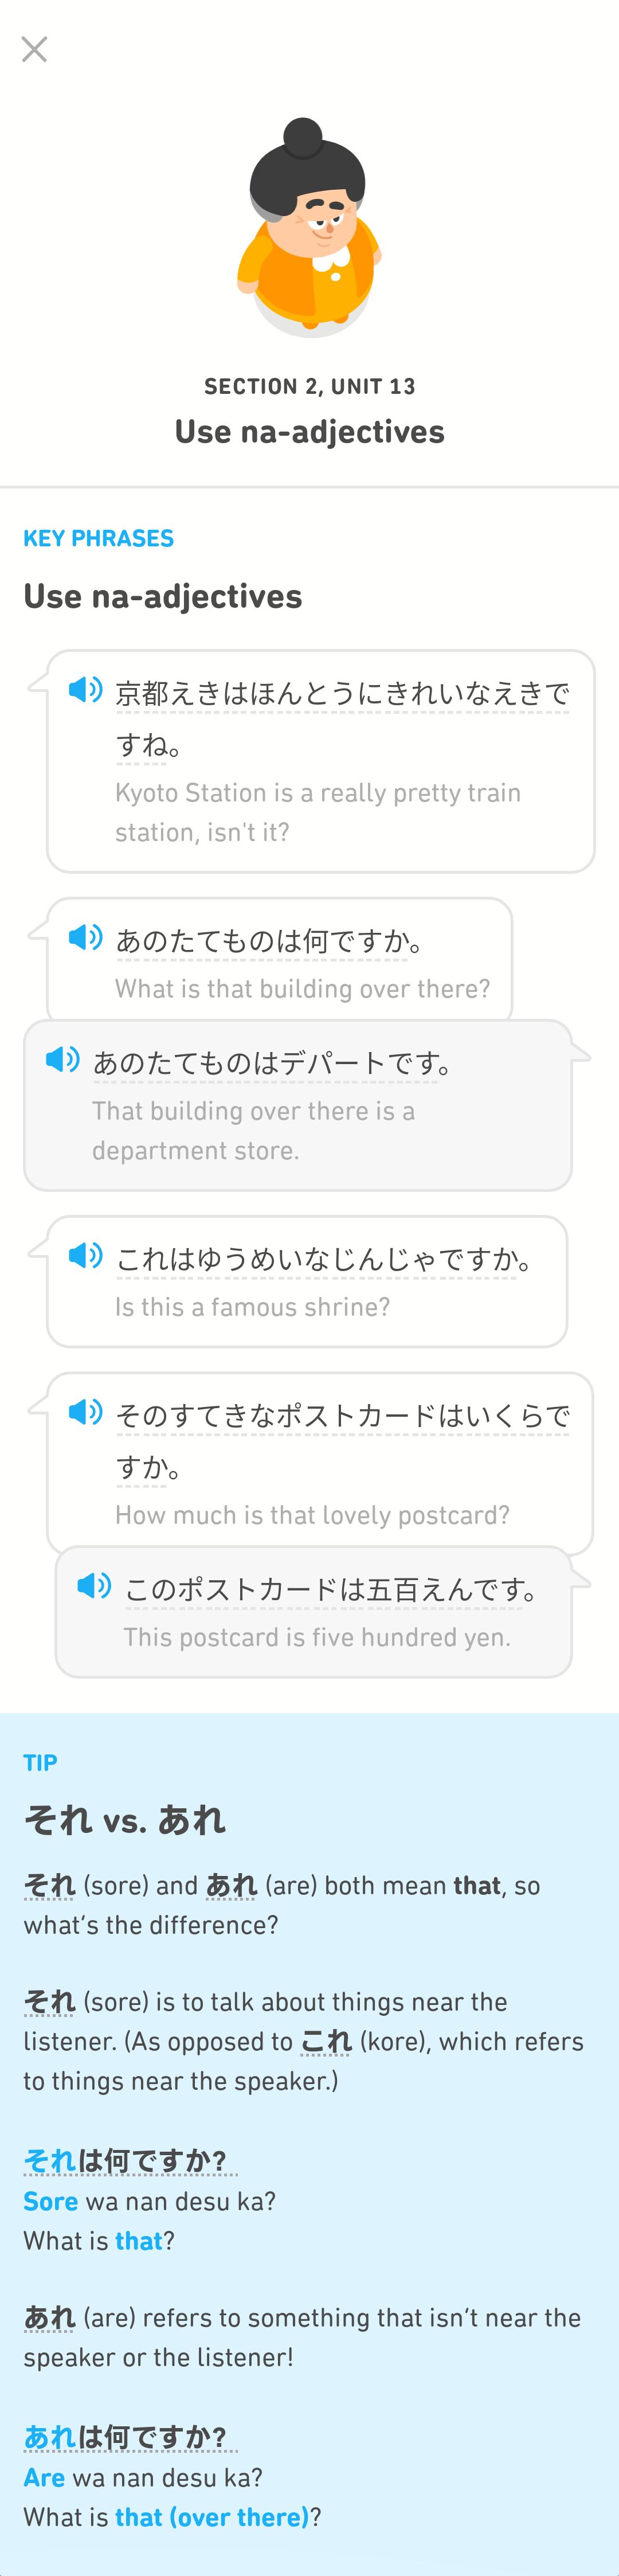 SECTION 2, UNIT 13
Use na-adjectives
KEY PHRASES
Use na-adjectives
京都えきはほんとうにきれいなえきで
すね。
Kyoto Station is a really pretty train
station, isn't it?
あのたてものは何ですか。
What is that building over there?
あのたてものはデパートです。
That building over there is a
department store.
これはゆうめいなじんじゃですか。
Is this a famous shrine?
そのすてきなポストカードはいくらで
すか。
How much is that lovely postcard?
このポストカードは五百えんです。
This postcard is five hundred yen.
TIP
それ vs. あれ
それ (sore) and あれ (are) both mean that, so
what’s the difference?
それ (sore) is to talk about things near the
listener. (As opposed to これ (kore), which refers
to things near the speaker.)
それは何ですか?
Sore wa nan desu ka?
What is that?
あれ (are) refers to something that isn’t near the
speaker or the listener!
あれは何ですか?
Are wa nan desu ka?
What is that (over there)?